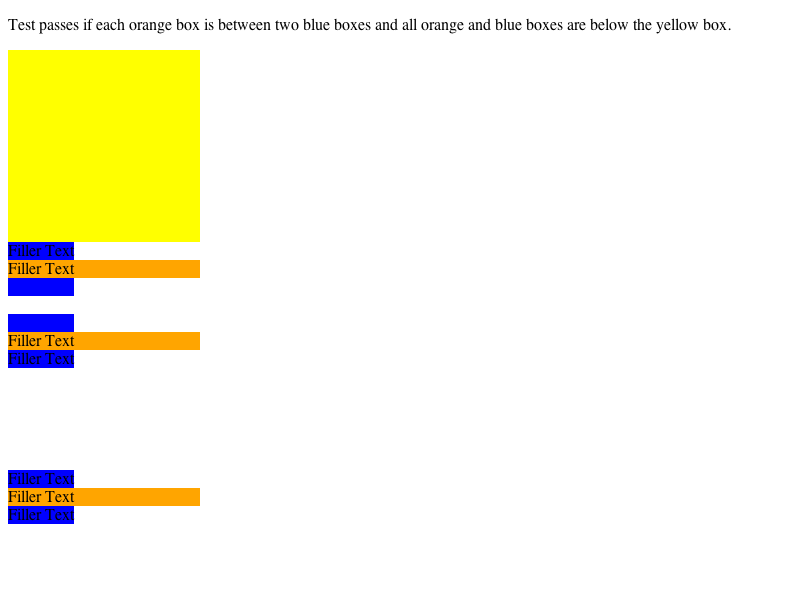 Test passes if each orange box is between two blue boxes and all orange and blue boxes are below the yellow box.
Filler Text
Filler Text
Filler Text
Filler Text
Filler Text
Filler Text
Filler Text